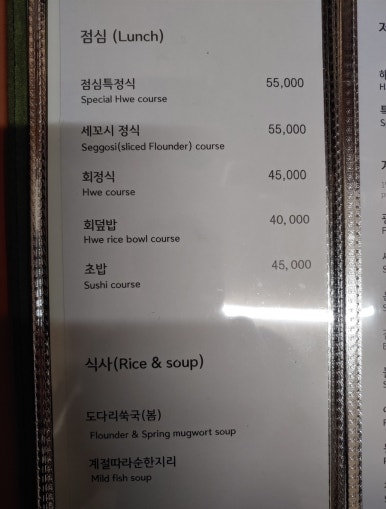 점심 (Lunch)
점심특정식 55,000
Special Hwe course
세꼬시 정식 55,000
Seggosi(sliced Flounder) course
회정식 45,000
Hwe course
회덮밥 40,000
Hwe rice bowl course
초밥 45,000
Sushi course
식사(Rice & soup)
도다리쑥국(봄)
Flounder & Spring mugwort soup
계절따라순한지리
Mild fish soup